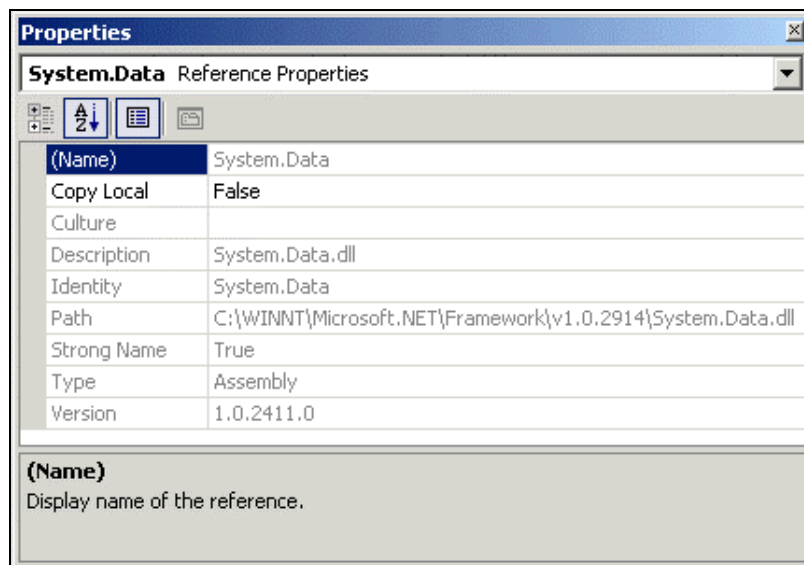 Properties
System.Data Reference Properties
(Name) System.Data
Copy Local False
Culture
Description System.Data.dll
Identity System.Data
Path C:\WINNT\Microsoft.NET\Framework\v1.0.2914\System.Data.dll
Strong Name True
Type Assembly
Version 1.0.2411.0
(Name)
Display name of the reference.